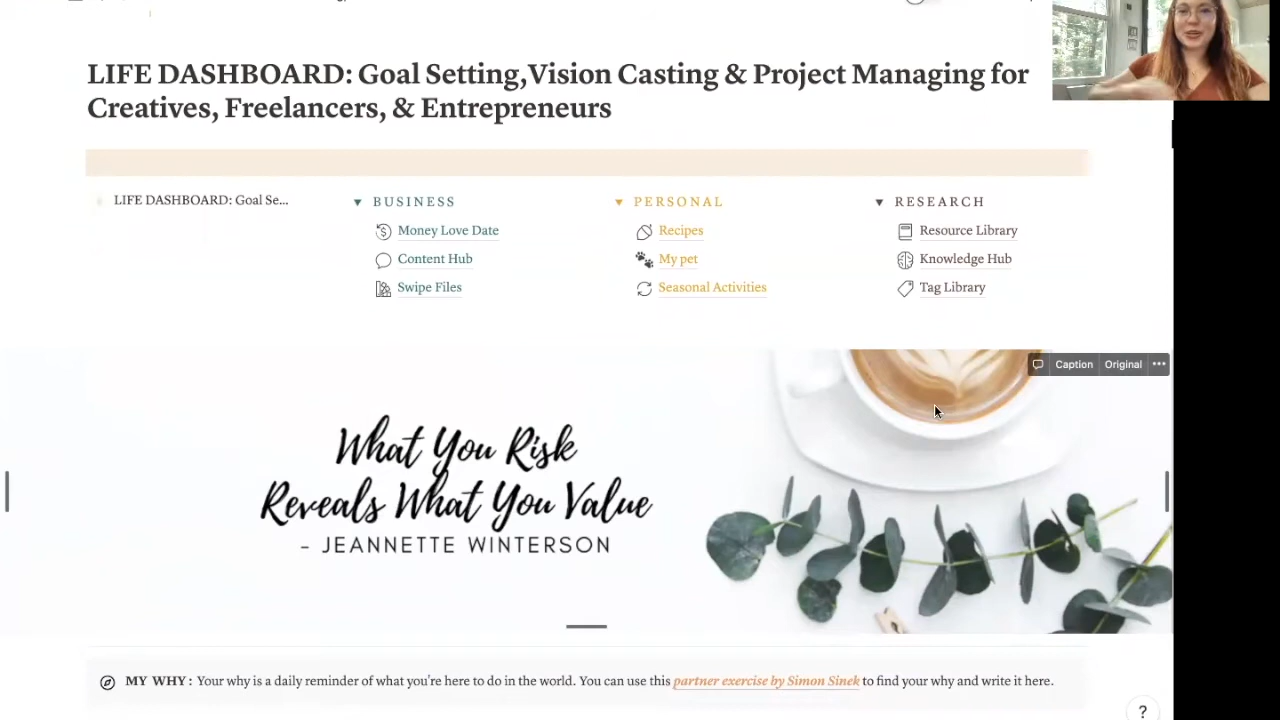 LIFE DASHBOARD: Goal Setting,Vision Casting & Project Managing for
Creatives, Freelancers, & Entrepreneurs
LIFE DASHBOARD: Goal Se...
BUSINESS
Money Love Date
Content Hub
Swipe Files
PERSONAL
Recipes
My pet
Seasonal Activities
RESEARCH
Resource Library
Knowledge Hub
Tag Library
Caption Original
What You Risk
Reveals What You Value
– JEANNETTE WINTERSON
MY WHY: Your why is a daily reminder of what you're here to do in the world. You can use this partner exercise by Simon Sinek to find your why and write it here.
?